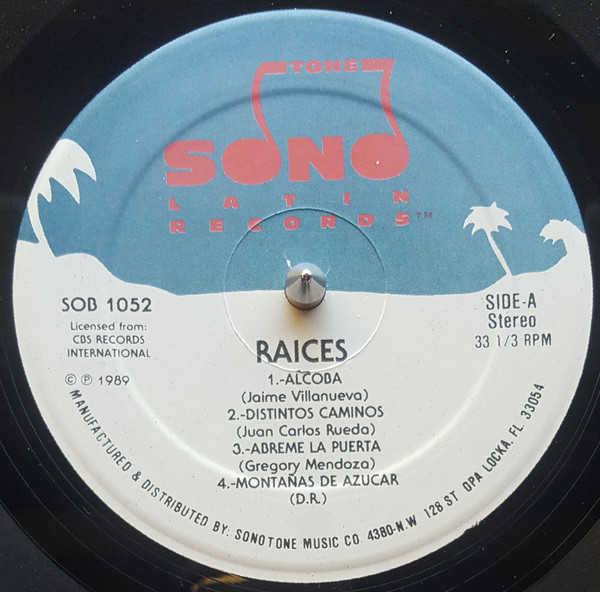 TONE
SONO
LATIN
RECORDS™
SOB 1052
Licensed from:
CBS RECORDS
INTERNATIONAL
© ℗ 1989
SIDE-A
Stereo
33 1/3 RPM
RAICES
1.-ALCOBA
(Jaime Villanueva)
2.-DISTINTOS CAMINOS
(Juan Carlos Rueda)
3.-ABREME LA PUERTA
(Gregory Mendoza)
4.-MONTAÑAS DE AZUCAR
(D.R.)
MANUFACTURED & DISTRIBUTED BY: SONOTONE MUSIC CO. 4380-N.W 128 ST OPA LOCKA, FL 33054